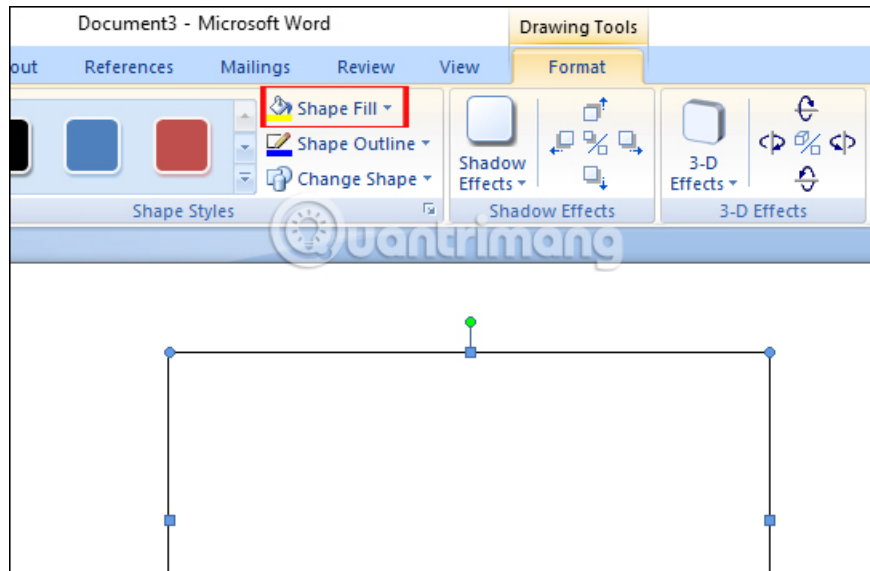 Document3 - Microsoft Word
Drawing Tools
out
References
Mailings
Review
View
Format
Shape Fill
Shape Outline
Change Shape
Shape Styles
Shadow
Effects
Shadow Effects
3-D
Effects
3-D Effects
Quantrimang